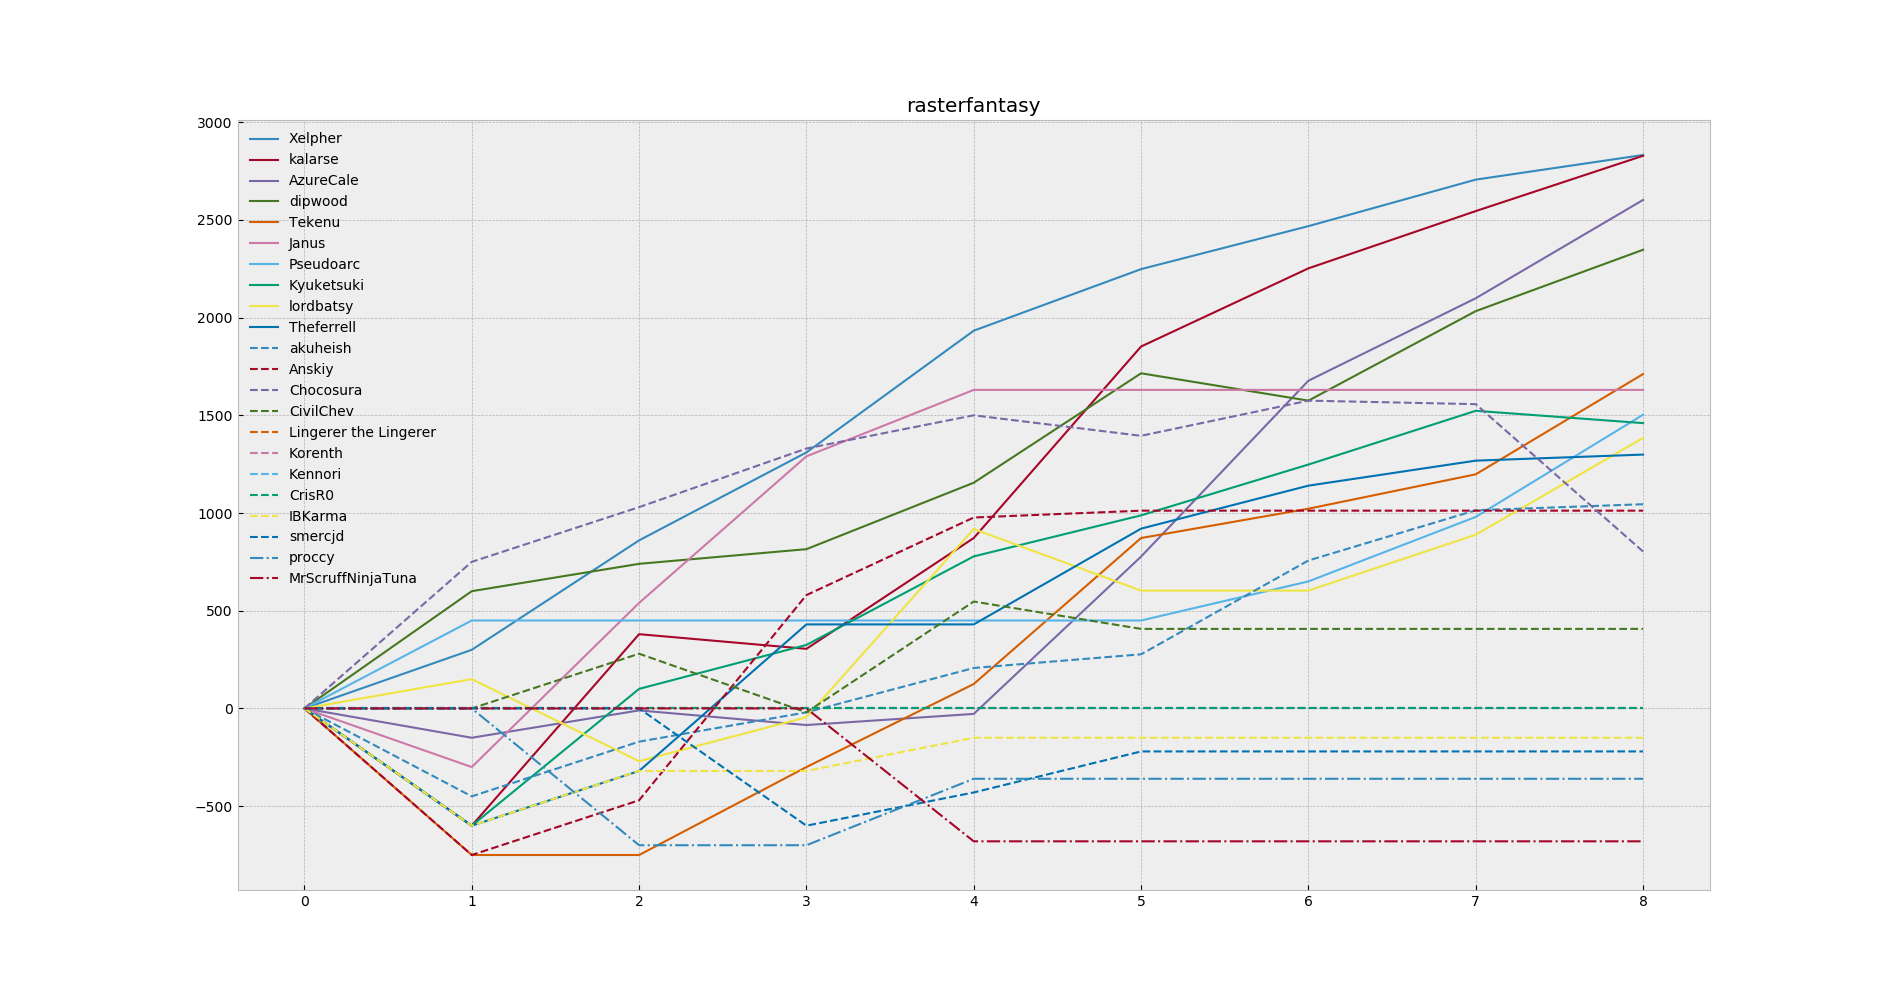 rasterfantasy
3000
2500
2000
1500
1000
500
0
−500
Xelpher
kalarse
AzureCale
dipwood
Tekenu
Janus
Pseudoarc
Kyuketsuki
lordbatsy
Theferrell
akuheish
Anskiy
Chocosura
CivilChev
Lingerer the Lingerer
Korenth
Kennori
CrisR0
IBKarma
smercjd
proccy
MrScruffNinjaTuna
0 1 2 3 4 5 6 7 8